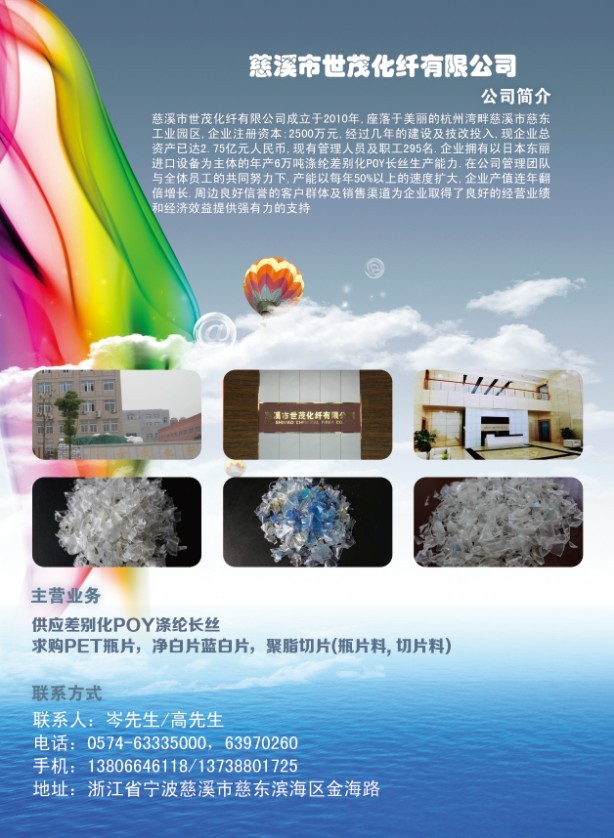 慈溪市世茂化纤有限公司
公司简介
慈溪市世茂化纤有限公司成立于2010年,座落于美丽的杭州湾畔慈溪市慈东
工业园区,企业注册资本:2500万元,经过几年的建设及技改投入,现企业总
资产已达2.75亿元人民币,现有管理人员及职工295名.企业拥有以日本东丽
进口设备为主体的年产6万吨涤纶差别化POY长丝生产能力.在公司管理团队
与全体员工的共同努力下,产能以每年50%以上的速度扩大,企业产值连年翻
倍增长.周边良好信誉的客户群体及销售渠道为企业取得了良好的经营业绩
和经济效益提供强有力的支持
慈溪市世茂化纤有限公司
主营业务
供应差别化POY涤纶长丝
求购PET瓶片，净白片蓝白片，聚脂切片(瓶片料,切片料)
联系方式
联系人：岑先生/高先生
电话：0574-63335000，63970260
手机：13806646118/13738801725
地址：浙江省宁波慈溪市慈东滨海区金海路